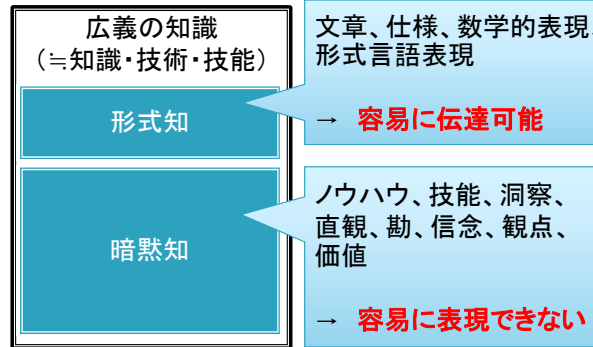 広義の知識
（≒知識・技術・技能）
形式知
暗黙知
文章、仕様、数学的表現、
形式言語表現
→ 容易に伝達可能
ノウハウ、技能、洞察、
直観、勘、信念、観点、
価値
→ 容易に表現できない